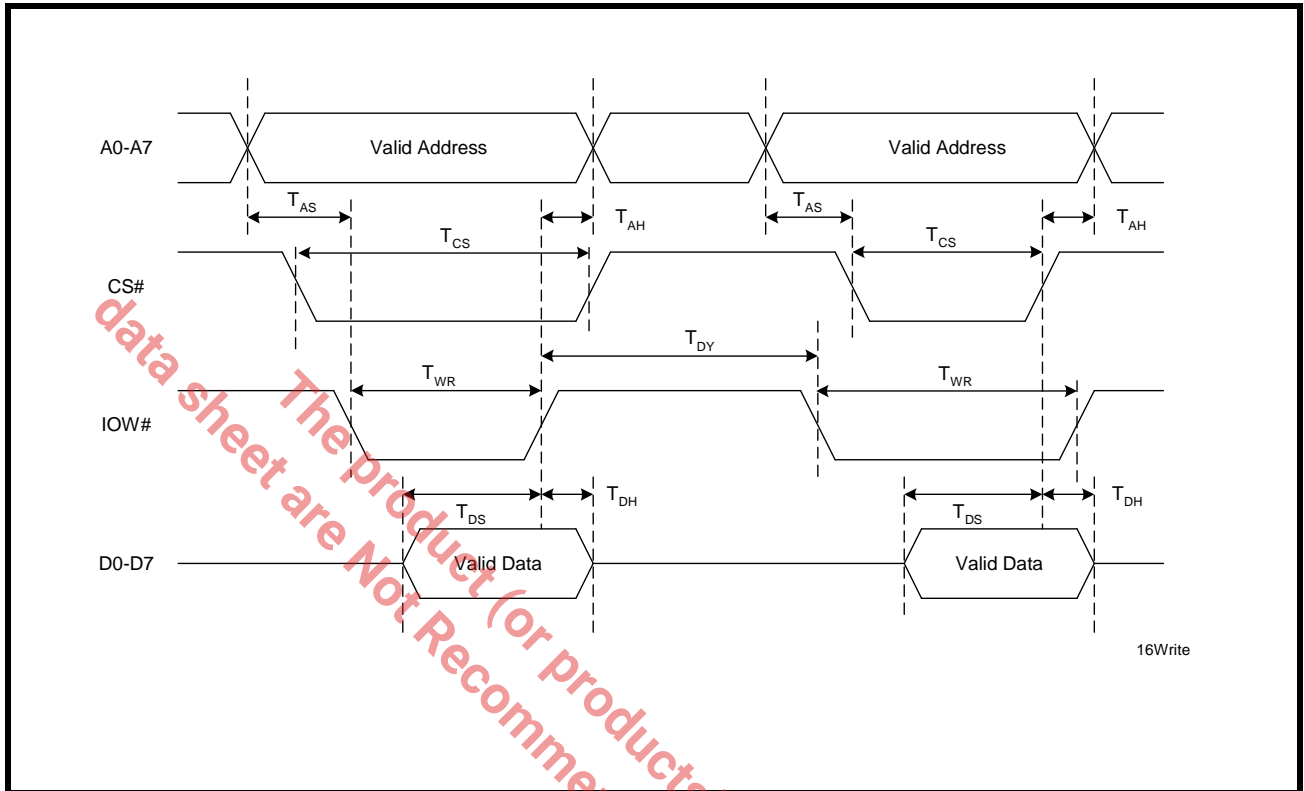 A0-A7
Valid Address
Valid Address
TAS
TAH
TAS
TAH
TCS
TCS
CS#
TDY
TWR
TWR
IOW#
TDS
TDH
TDS
TDH
D0-D7
Valid Data
Valid Data
16Write
The product (or products
data sheet are Not Recomme